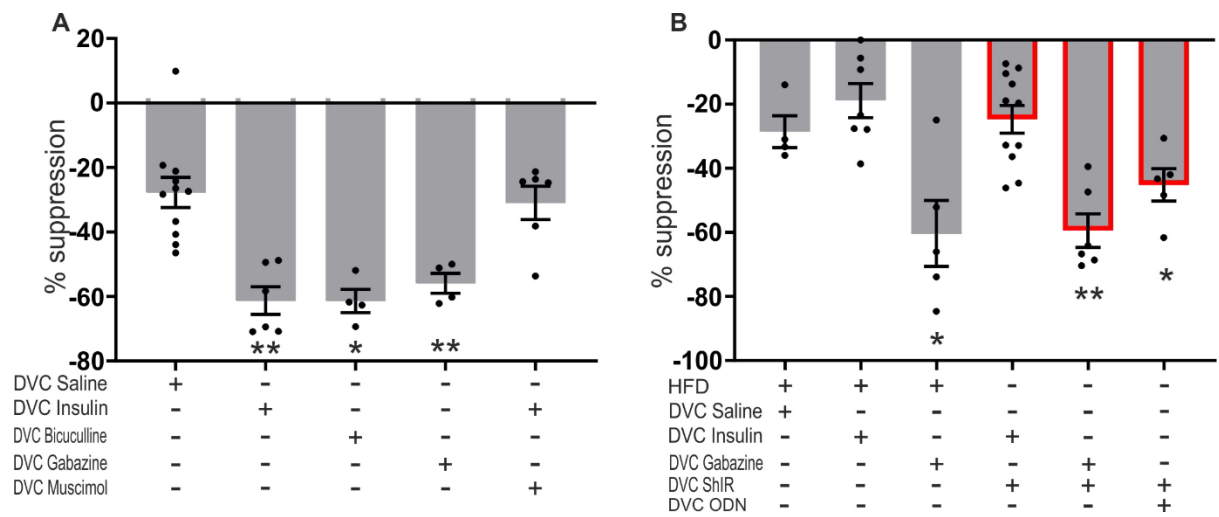 A
% suppression
20
0
-20
-40
-60
-80
** * **
DVC Saline + - - - -
DVC Insulin - + - - +
DVC Bicuculline - - + - -
DVC Gabazine - - - + -
DVC Muscimol - - - - +
B
% suppression
0
-20
-40
-60
-80
-100
* ** *
HFD + + + - - -
DVC Saline + - - - - -
DVC Insulin - + - + - -
DVC Gabazine - - + - + -
DVC ShIR - - - + + +
DVC ODN - - - - - +